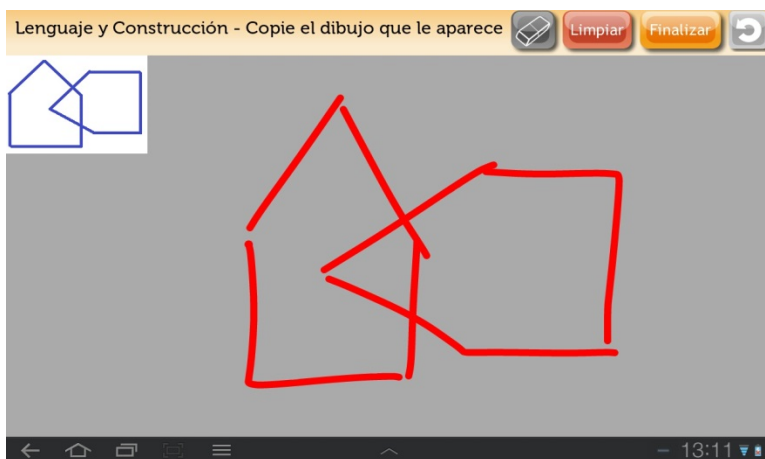 Lenguaje y Construcción - Copie el dibujo que le aparece
Limpiar
Finalizar
13:11